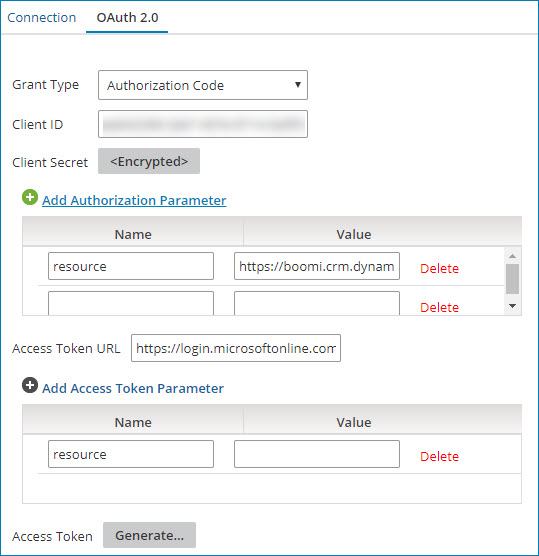 Connection OAuth 2.0
Grant Type Authorization Code
Client ID
Client Secret <Encrypted>
Add Authorization Parameter
Name Value
resource https://boomi.crm.dynam Delete
Delete
Access Token URL https://login.microsoftonline.com
Add Access Token Parameter
Name Value
resource Delete
Access Token Generate...